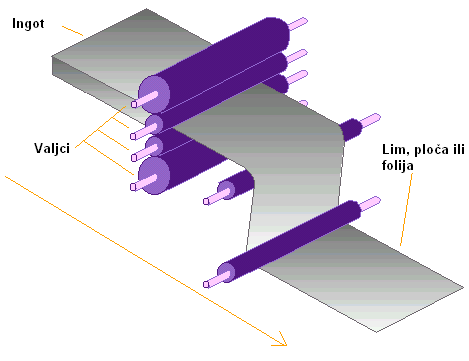 Ingot
Valjci
Lim, ploča ili
folija